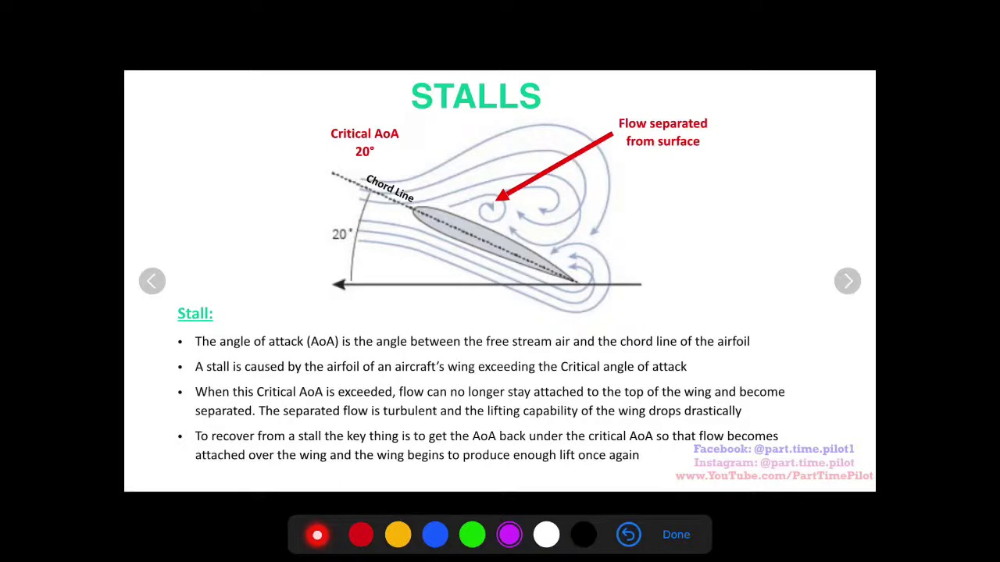 STALLS
Critical AoA
20°
Flow separated
from surface
Chord Line
20°
Stall:
• The angle of attack (AoA) is the angle between the free stream air and the chord line of the airfoil
• A stall is caused by the airfoil of an aircraft’s wing exceeding the Critical angle of attack
• When this Critical AoA is exceeded, flow can no longer stay attached to the top of the wing and become
separated. The separated flow is turbulent and the lifting capability of the wing drops drastically
• To recover from a stall the key thing is to get the AoA back under the critical AoA so that flow becomes
attached over the wing and the wing begins to produce enough lift once again
Facebook: @part.time.pilot1
Instagram: @part.time.pilot
www.YouTube.com/PartTimePilot
Done